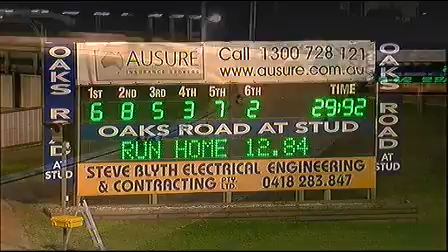 AUSURE
INSURANCE BROKERS
Call 1300 728 121
www.ausure.com.au
OAKS ROAD AT STUD
1ST 2ND 3RD 4TH 5TH 6TH TIME
6 8 5 3 7 2 29:92
OAKS ROAD AT STUD
RUN HOME 12.84
STEVE BLYTH ELECTRICAL ENGINEERING
& CONTRACTING PTY LTD. 0418 283.847
OAKS ROAD AT STUD